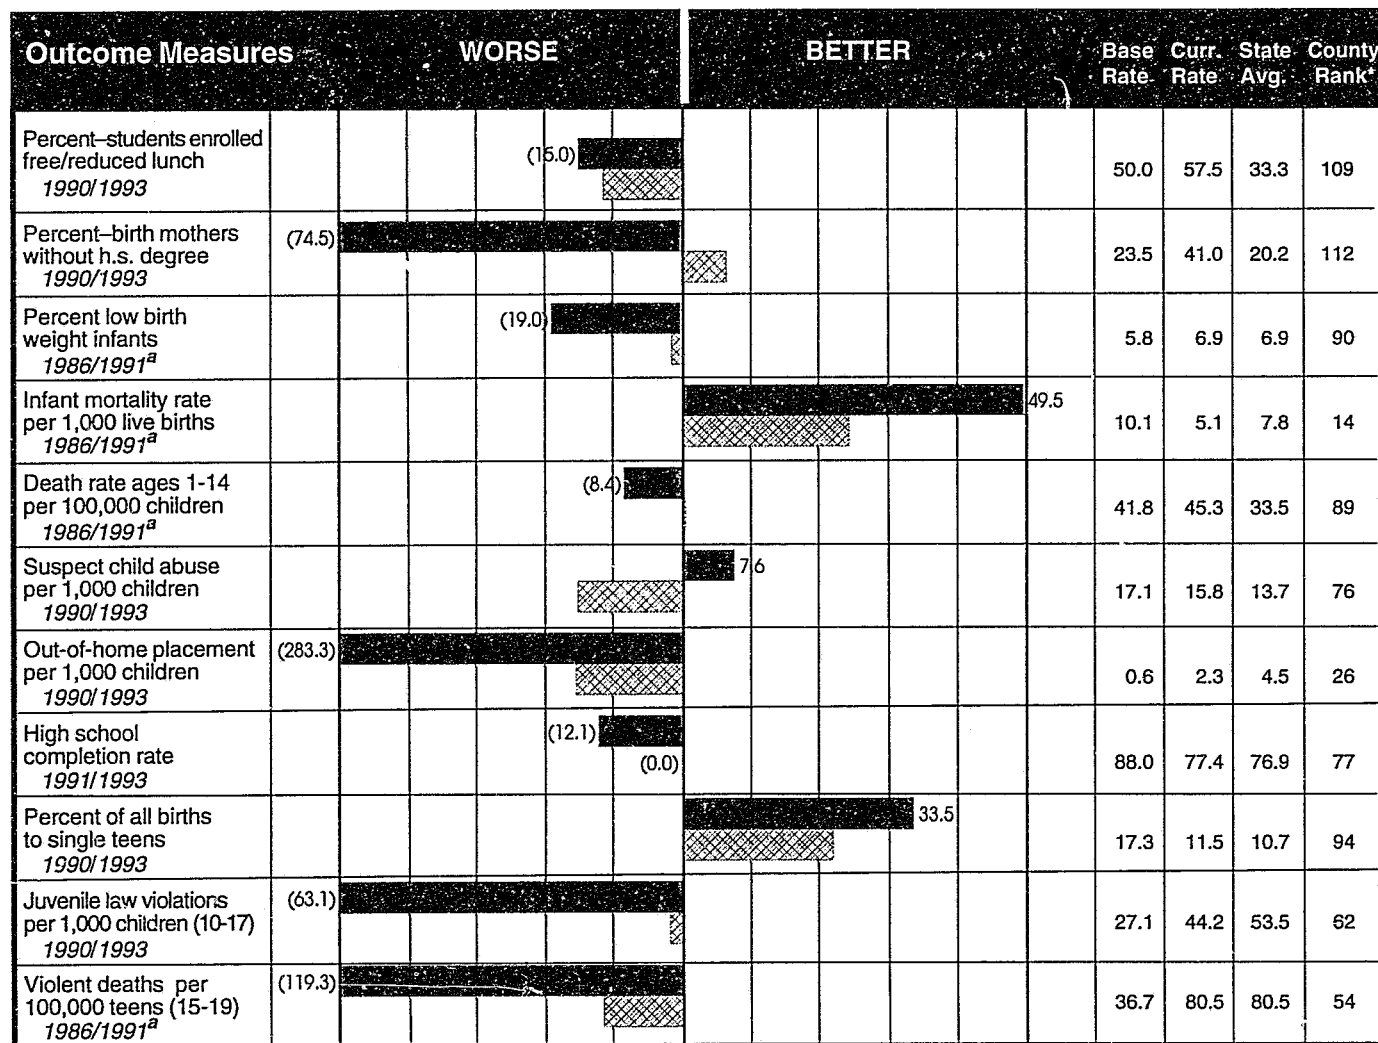 Outcome Measures WORSE BETTER Base Rate Curr. Rate State Avg. County Rank*
Percent–students enrolled
free/reduced lunch
1990/1993
(15.0)
50.0 57.5 33.3 109
Percent–birth mothers
without h.s. degree
1990/1993
(74.5)
23.5 41.0 20.2 112
Percent low birth
weight infants
1986/1991a
(19.0)
5.8 6.9 6.9 90
Infant mortality rate
per 1,000 live births
1986/1991a
49.5
10.1 5.1 7.8 14
Death rate ages 1-14
per 100,000 children
1986/1991a
(8.4)
41.8 45.3 33.5 89
Suspect child abuse
per 1,000 children
1990/1993
7.6
17.1 15.8 13.7 76
Out-of-home placement
per 1,000 children
1990/1993
(283.3)
0.6 2.3 4.5 26
High school
completion rate
1991/1993
(12.1)
(0.0)
88.0 77.4 76.9 77
Percent of all births
to single teens
1990/1993
33.5
17.3 11.5 10.7 94
Juvenile law violations
per 1,000 children (10-17)
1990/1993
(63.1)
27.1 44.2 53.5 62
Violent deaths per
100,000 teens (15-19)
1986/1991a
(119.3)
36.7 80.5 80.5 54